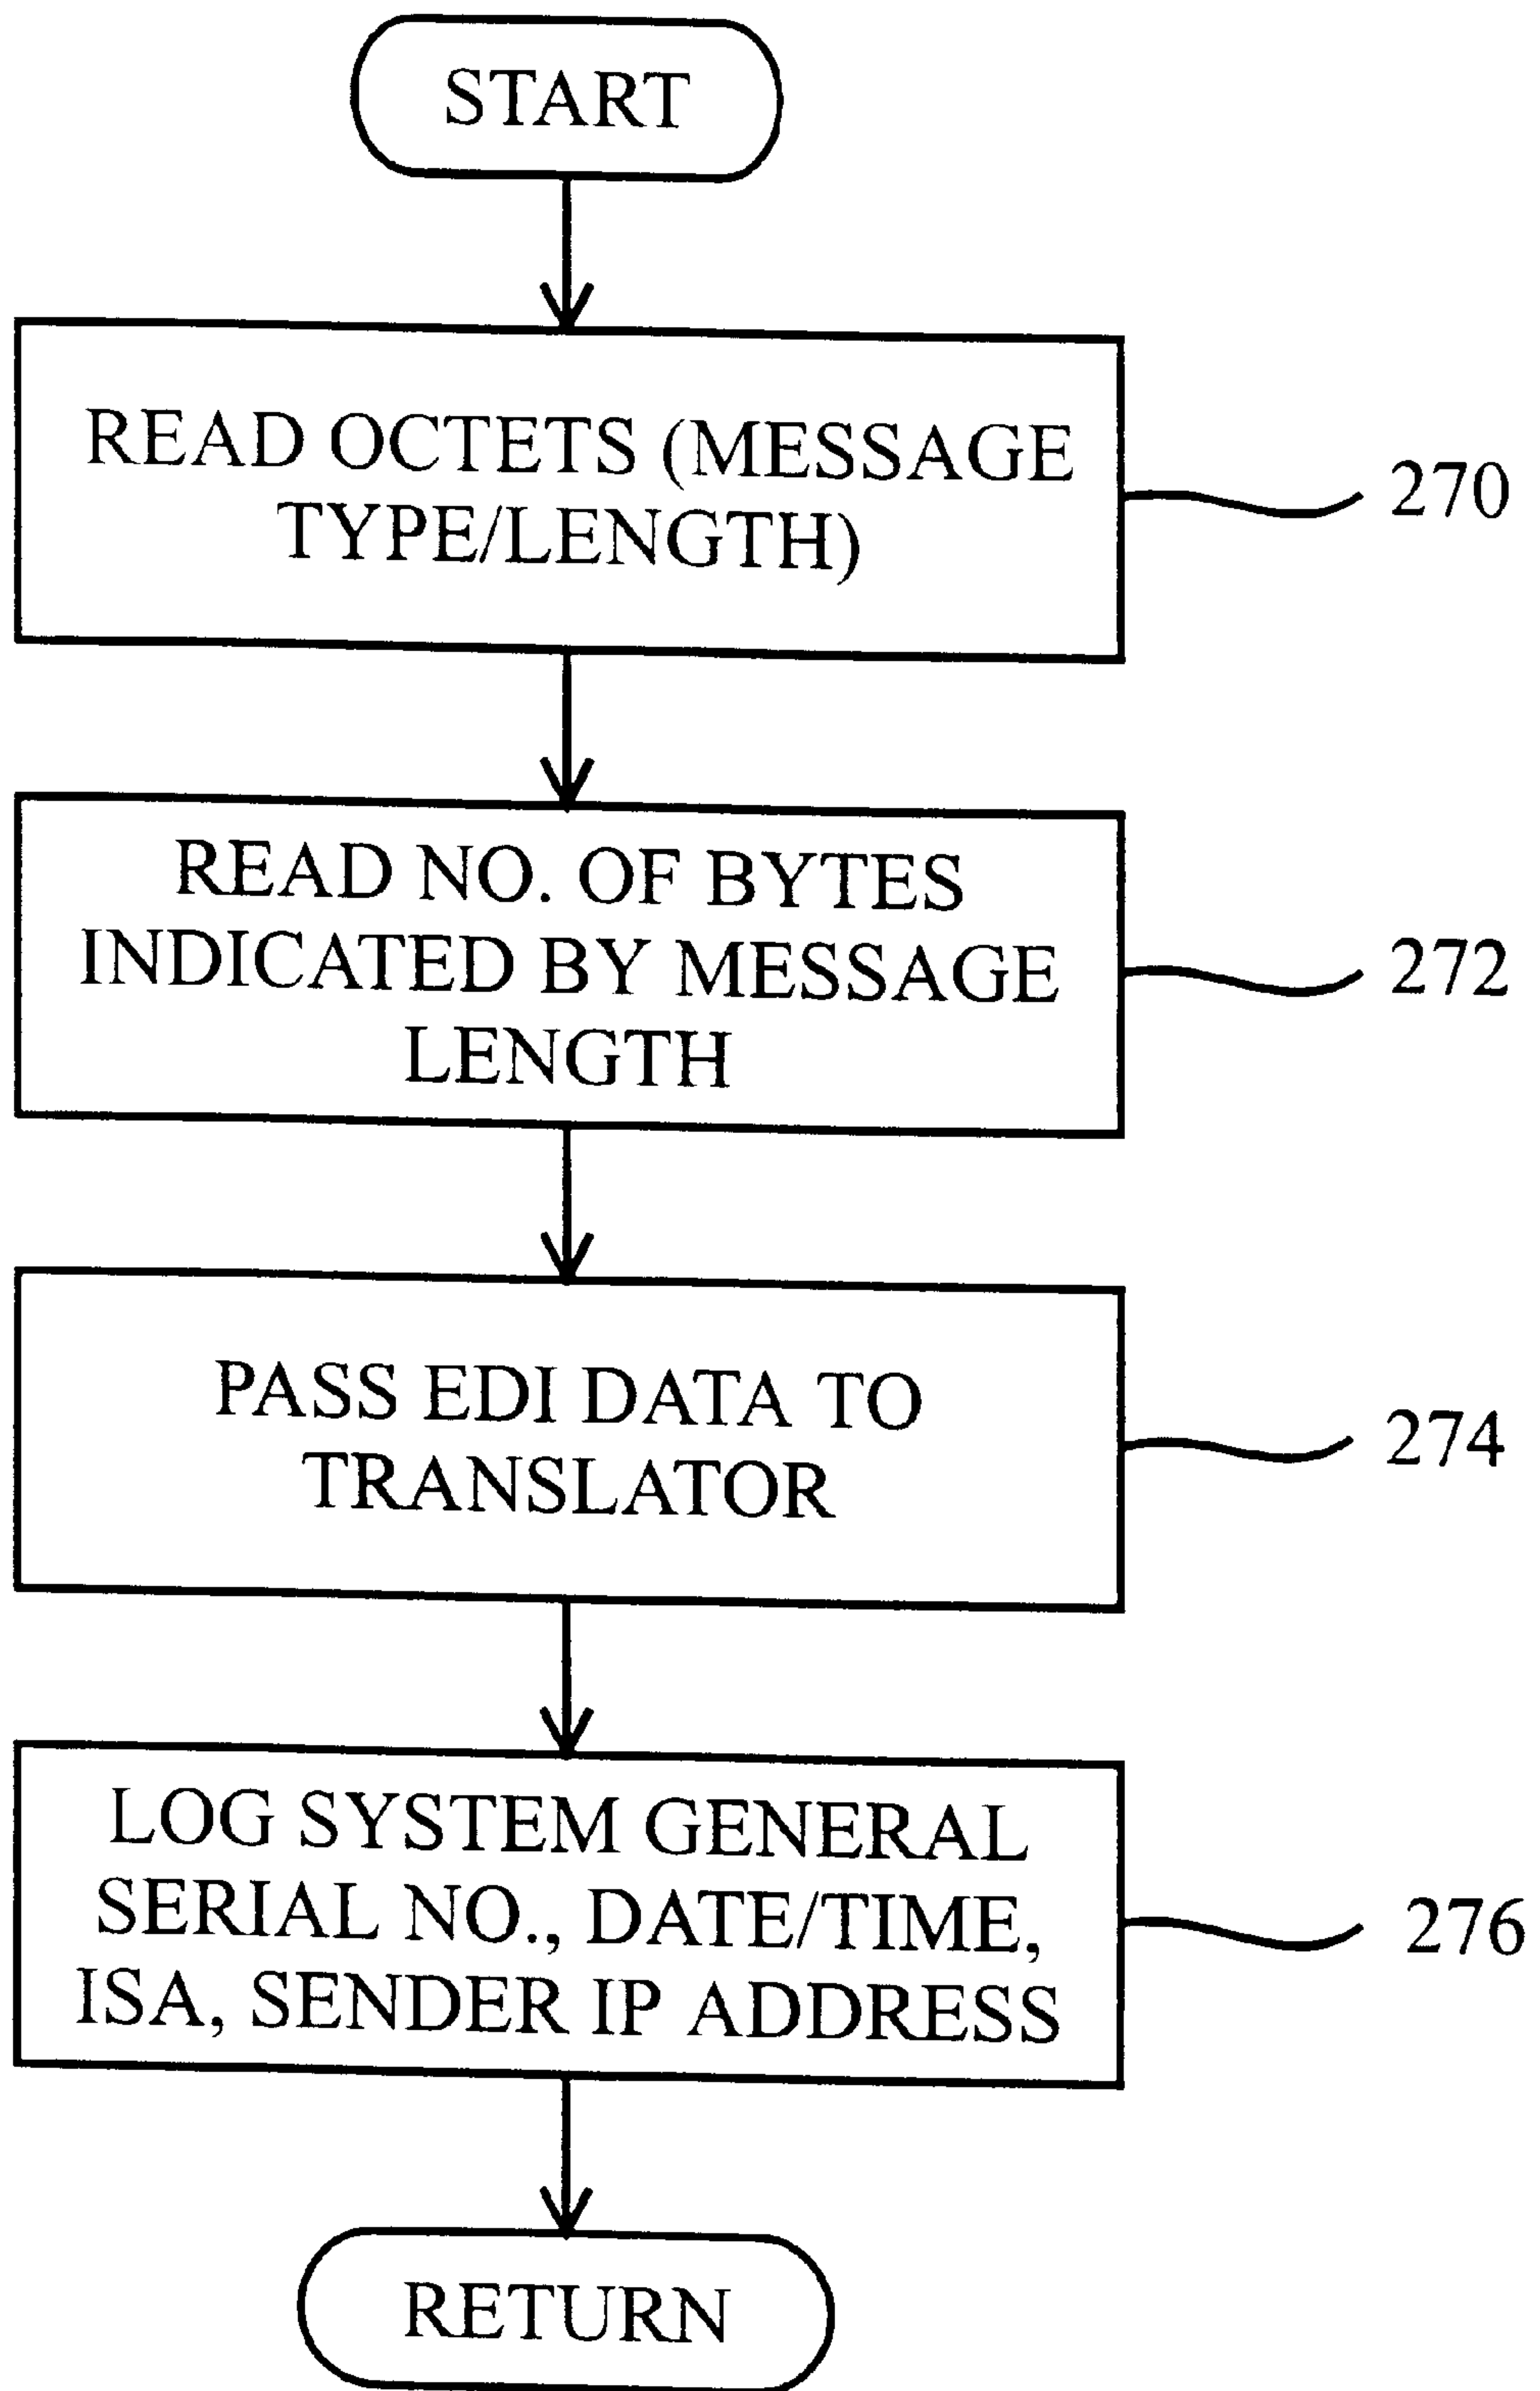 START
READ OCTETS (MESSAGE
TYPE/LENGTH)
270
READ NO. OF BYTES
INDICATED BY MESSAGE
LENGTH
272
PASS EDI DATA TO
TRANSLATOR
274
LOG SYSTEM GENERAL
SERIAL NO., DATE/TIME,
ISA, SENDER IP ADDRESS
276
RETURN